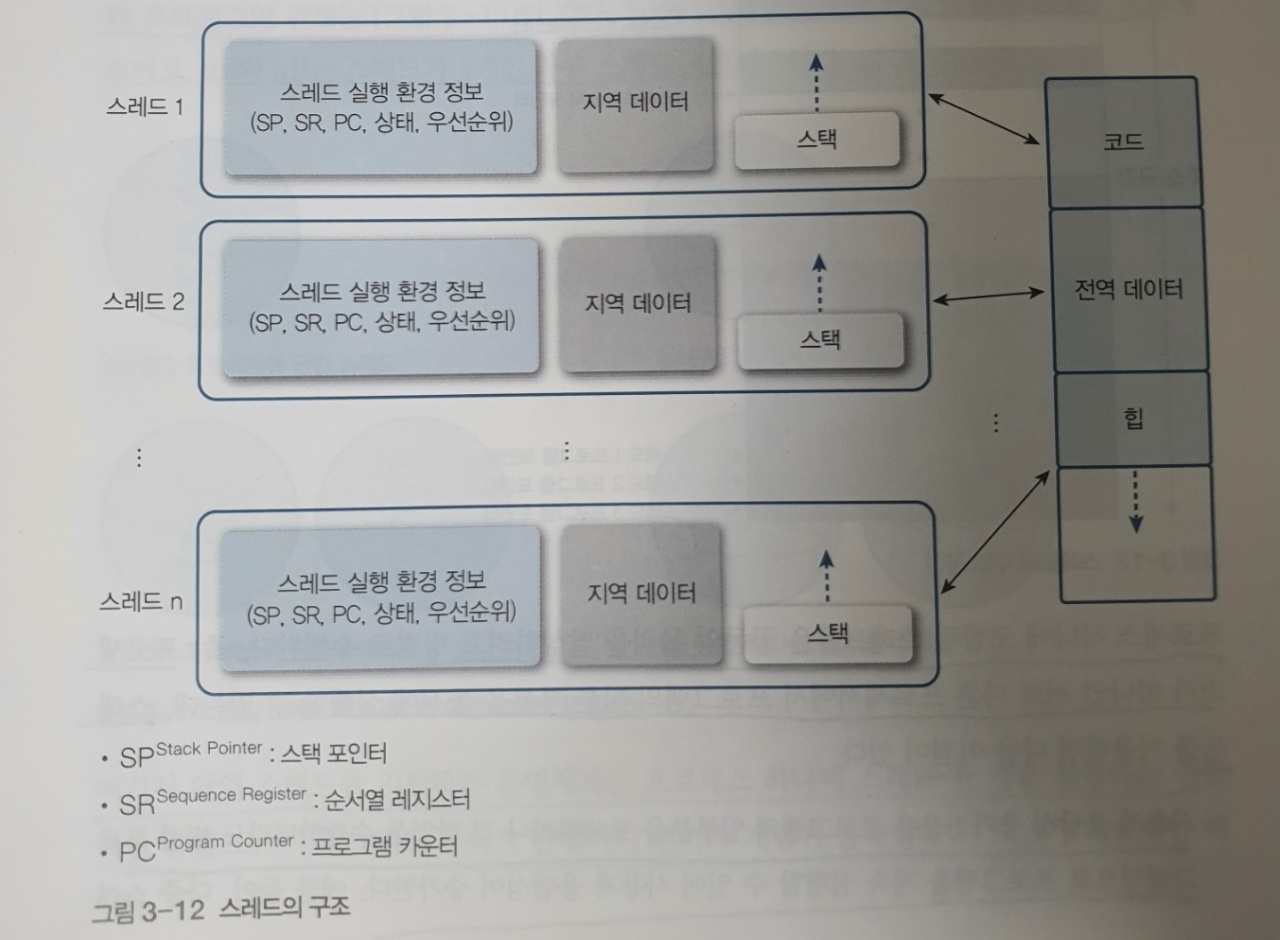 스레드 1
스레드 실행 환경 정보
(SP, SR, PC, 상태, 우선순위)
지역 데이터
스택
코드
스레드 2
스레드 실행 환경 정보
(SP, SR, PC, 상태, 우선순위)
지역 데이터
스택
전역 데이터
힙
⋮ ⋮ ⋮
스레드 n
스레드 실행 환경 정보
(SP, SR, PC, 상태, 우선순위)
지역 데이터
스택
• SP Stack Pointer : 스택 포인터
• SR Sequence Register : 순서열 레지스터
• PC Program Counter : 프로그램 카운터
그림 3-12 스레드의 구조